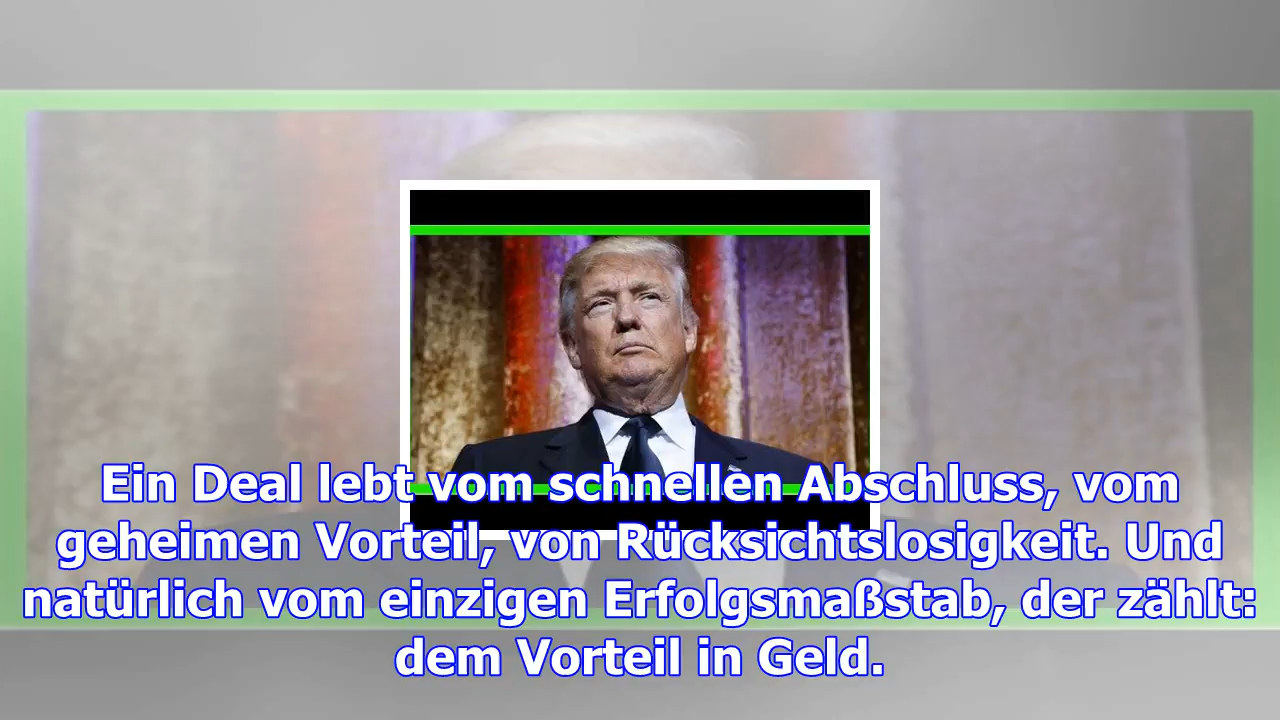 Ein Deal lebt vom schnellen Abschluss, vom
geheimen Vorteil, von Rücksichtslosigkeit. Und
natürlich vom einzigen Erfolgsmaßstab, der zählt:
dem Vorteil in Geld.